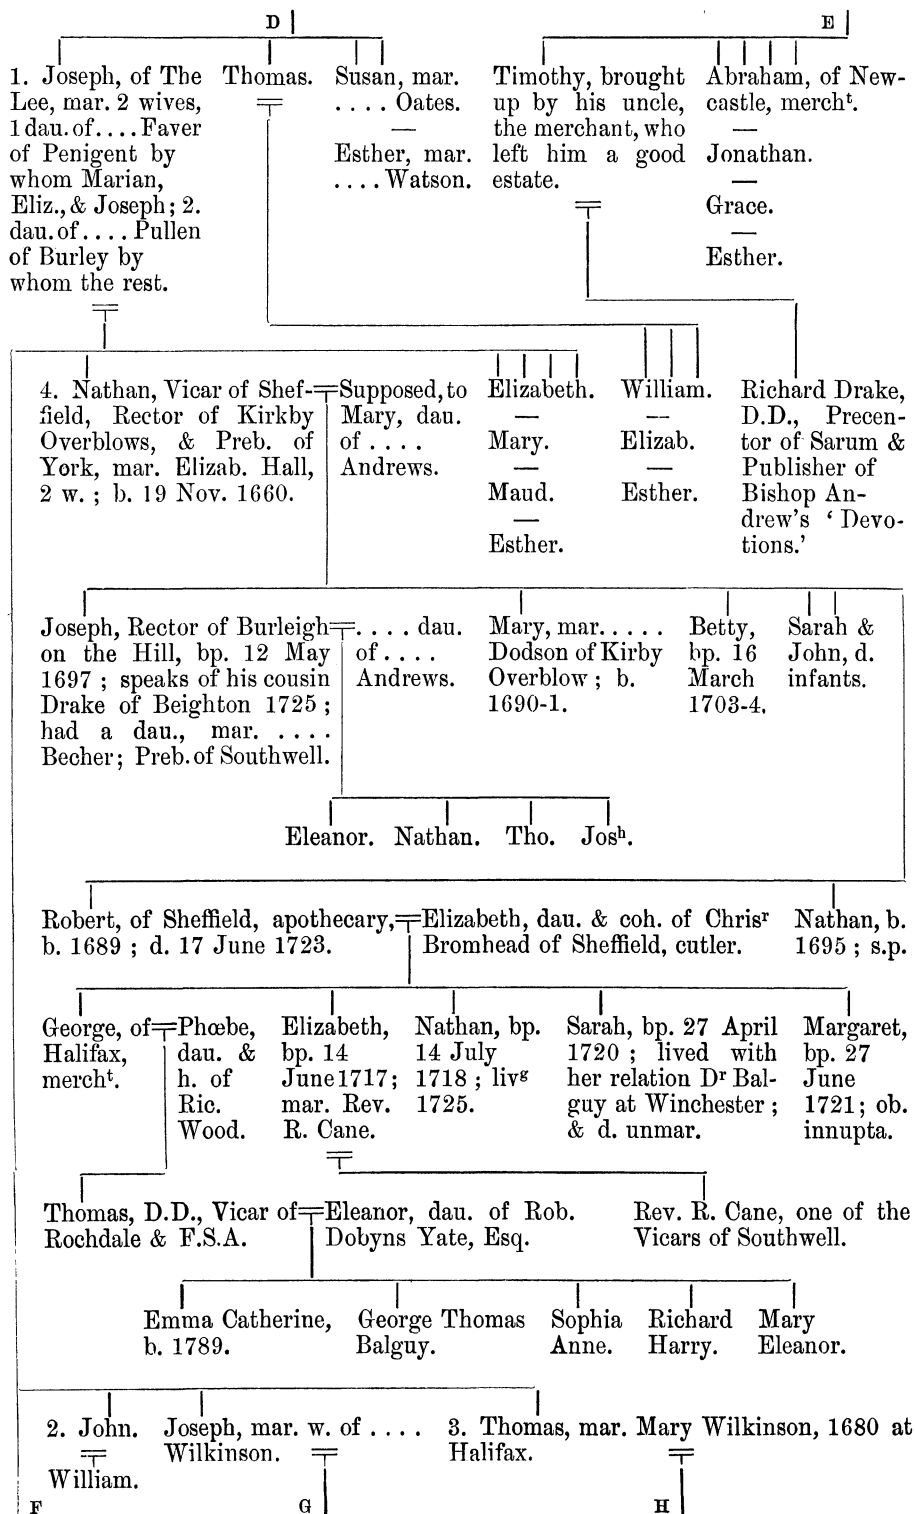 D
E
1. Joseph, of The
Lee, mar. 2 wives,
1 dau. of .... Faver
of Penigent by
whom Marian,
Eliz., & Joseph; 2.
dau. of .... Pullen
of Burley by
whom the rest.
Thomas.
Susan, mar.
.... Oates.
—
Esther, mar.
.... Watson.
Timothy, brought
up by his uncle,
the merchant, who
left him a good
estate.
Abraham, of New-
castle, mercht.
—
Jonathan.
—
Grace.
—
Esther.
4. Nathan, Vicar of Shef-
field, Rector of Kirkby
Overblows, & Preb. of
York, mar. Elizab. Hall,
2 w.; b. 19 Nov. 1660.
Supposed, to
Mary, dau.
of ....
Andrews.
Elizabeth.
—
Mary.
—
Maud.
—
Esther.
William.
—
Elizab.
—
Esther.
Richard Drake,
D.D., Precen-
tor of Sarum &
Publisher of
Bishop An-
drew's ‘Devo-
tions.’
Joseph, Rector of Burleigh
on the Hill, bp. 12 May
1697; speaks of his cousin
Drake of Beighton 1725;
had a dau., mar. ....
Becher; Preb. of Southwell.
.... dau.
of ....
Andrews.
Mary, mar. .....
Dodson of Kirby
Overblow; b.
1690-1.
Betty,
bp. 16
March
1703-4.
Sarah &
John, d.
infants.
Eleanor. Nathan. Tho. Josh.
Robert, of Sheffield, apothecary,
b. 1689; d. 17 June 1723.
Elizabeth, dau. & coh. of Chrisr
Bromhead of Sheffield, cutler.
Nathan, b.
1695; s.p.
George, of
Halifax,
mercht.
Phœbe,
dau. &
h. of
Ric.
Wood.
Elizabeth,
bp. 14
June 1717;
mar. Rev.
R. Cane.
Nathan, bp.
14 July
1718; livg
1725.
Sarah, bp. 27 April
1720; lived with
her relation Dr Bal-
guy at Winchester;
& d. unmar.
Margaret,
bp. 27
June
1721; ob.
innupta.
Thomas, D.D., Vicar of
Rochdale & F.S.A.
Eleanor, dau. of Rob.
Dobyns Yate, Esq.
Rev. R. Cane, one of the
Vicars of Southwell.
Emma Catherine,
b. 1789.
George Thomas
Balguy.
Sophia
Anne.
Richard
Harry.
Mary
Eleanor.
2. John.
William.
Joseph, mar. w. of ....
Wilkinson.
3. Thomas, mar. Mary Wilkinson, 1680 at
Halifax.
F
G
H